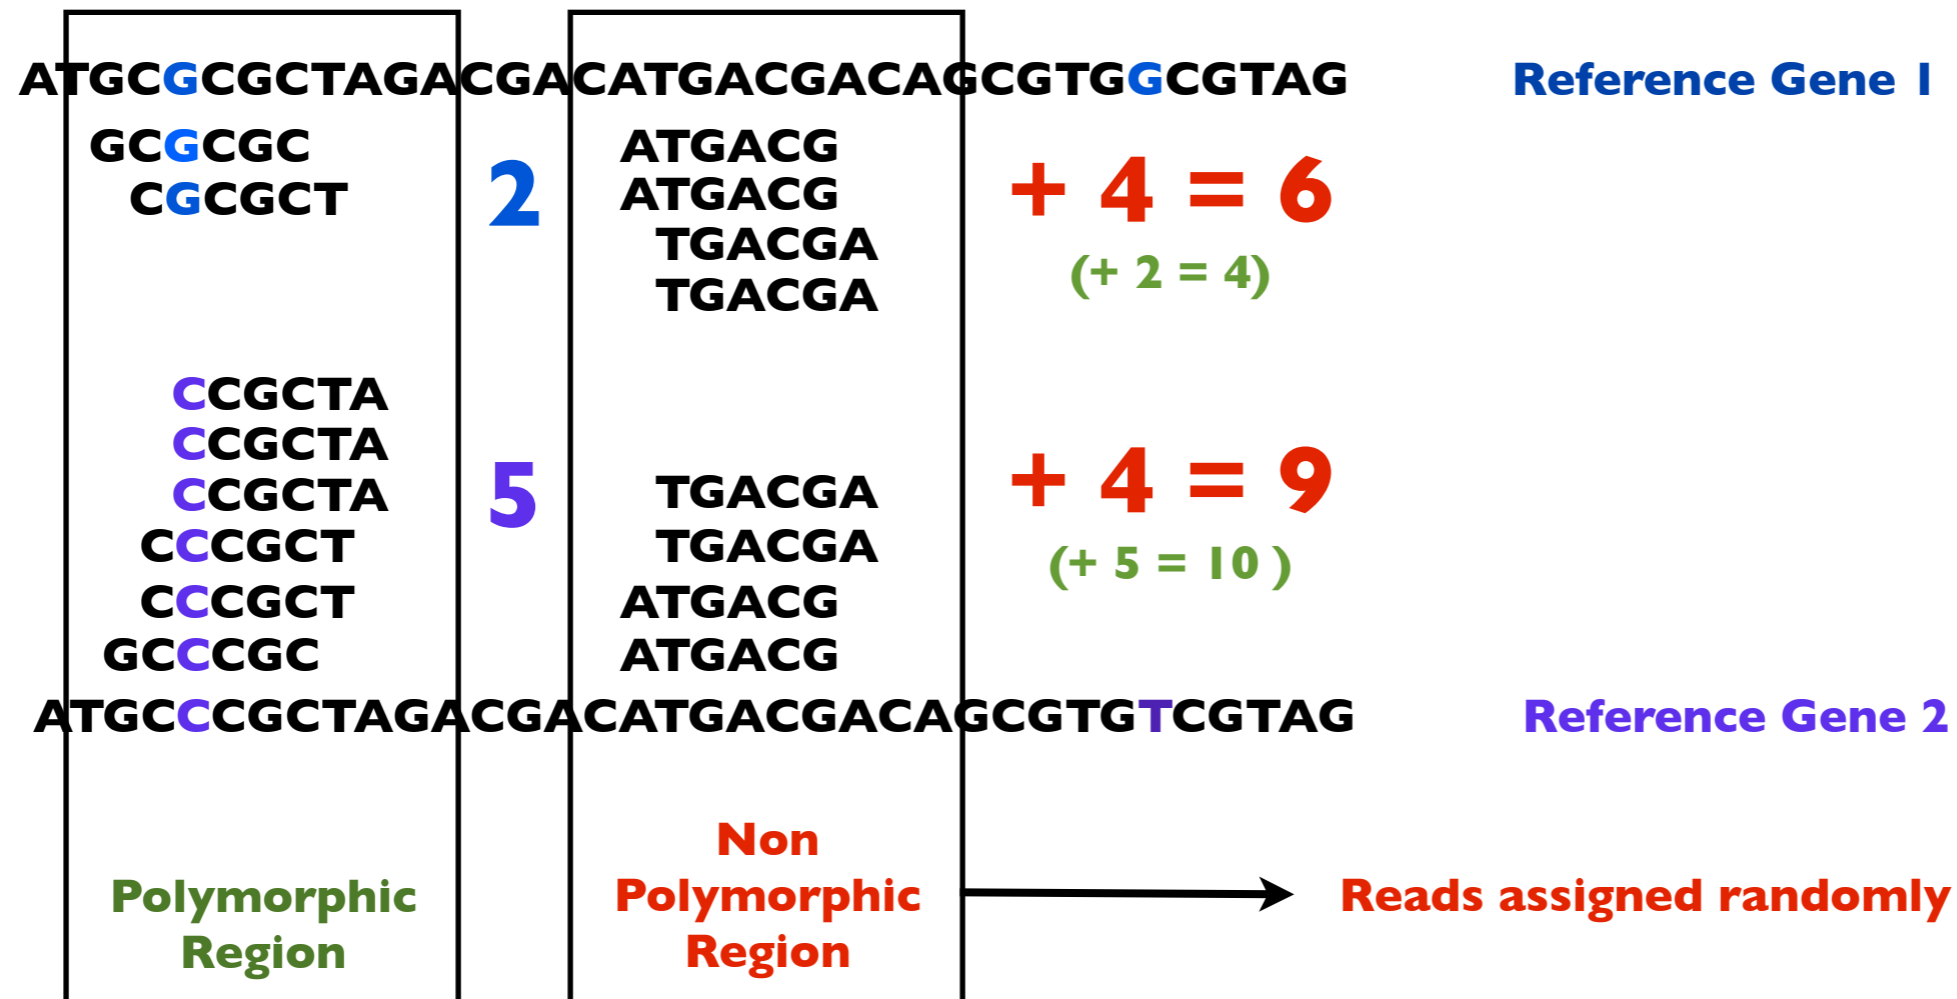 ATGCGCGCTAGACGACATGACGACAGCGTGGCGTAG Reference Gene 1
GCGCGC ATGACG
CGCGCT 2 ATGACG + 4 = 6
TGACGA (+ 2 = 4)
TGACGA
CCGCTA
CCGCTA
CCGCTA 5 TGACGA + 4 = 9
CCCGCT TGACGA (+ 5 = 10 )
CCCGCT ATGACG
GCCCGC ATGACG
ATGCCCGCTAGACGACATGACGACAGCGTGTCGTAG Reference Gene 2
Polymorphic
Region
Non
Polymorphic
Region
Reads assigned randomly